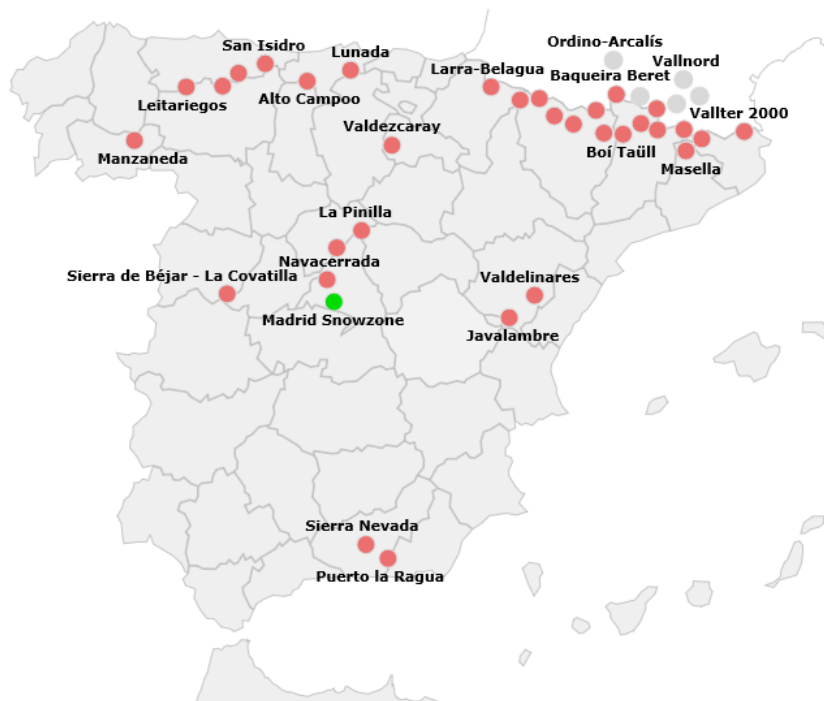 Ordino-Arcalís
San Isidro
Lunada
Vallnord
Larra-Belagua
Baqueira Beret
Leitariegos
Alto Campoo
Vallter 2000
Valdezcaray
Manzaneda
Boí Taüll
Masella
La Pinilla
Navacerrada
Sierra de Béjar - La Covatilla
Valdelinares
Madrid Snowzone
Javalambre
Sierra Nevada
Puerto la Ragua